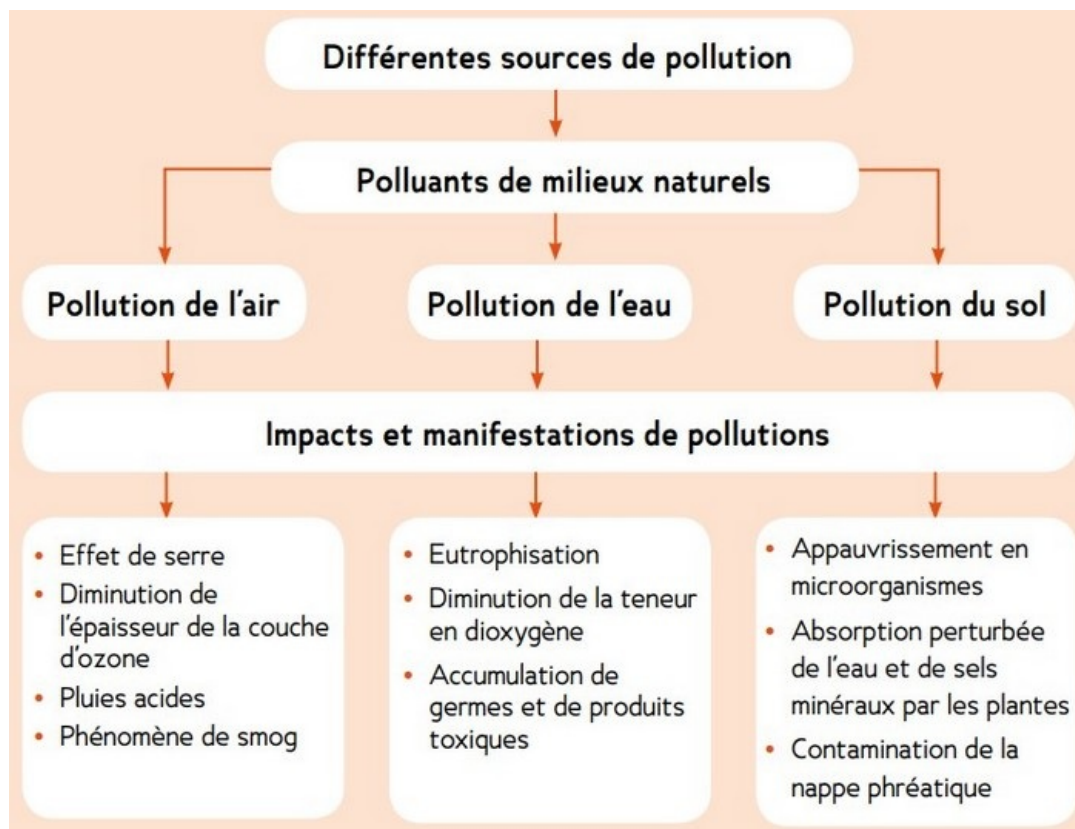 Différentes sources de pollution
Polluants de milieux naturels
Pollution de l'air
Pollution de l'eau
Pollution du sol
Impacts et manifestations de pollutions
• Effet de serre
• Diminution de
l'épaisseur de la couche
d'ozone
• Pluies acides
• Phénomène de smog
• Eutrophisation
• Diminution de la teneur
en dioxygène
• Accumulation de
germes et de produits
toxiques
• Appauvrissement en
microorganismes
• Absorption perturbée
de l'eau et de sels
minéraux par les plantes
• Contamination de la
nappe phréatique